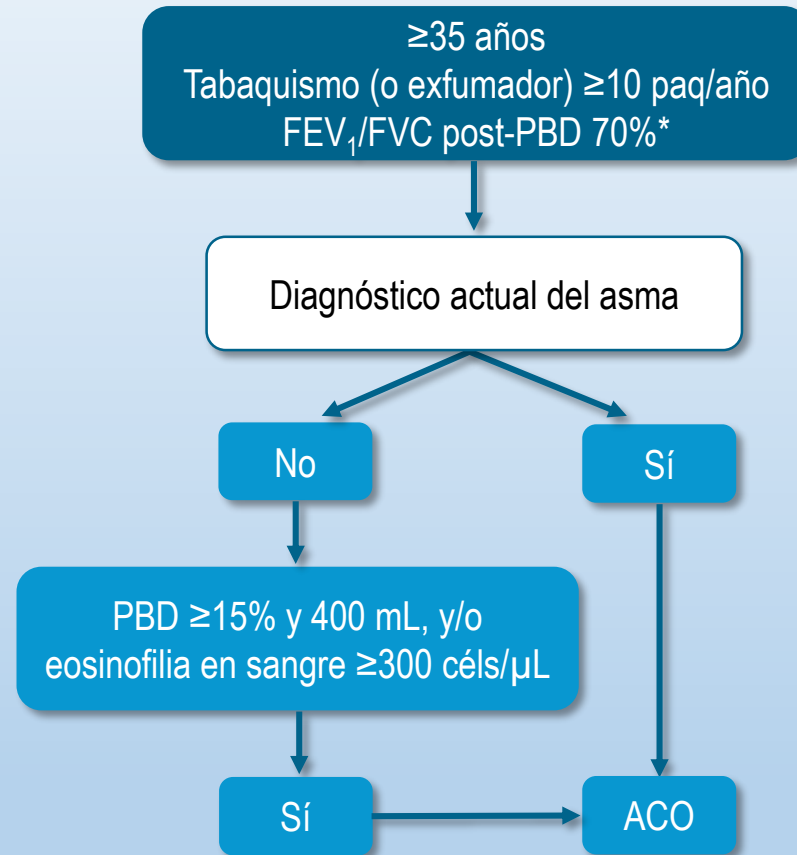 ≥35 años
Tabaquismo (o exfumador) ≥10 paq/año
FEV₁/FVC post-PBD 70%*
Diagnóstico actual del asma
No
Sí
PBD ≥15% y 400 mL, y/o
eosinofilia en sangre ≥300 céls/µL
Sí
ACO